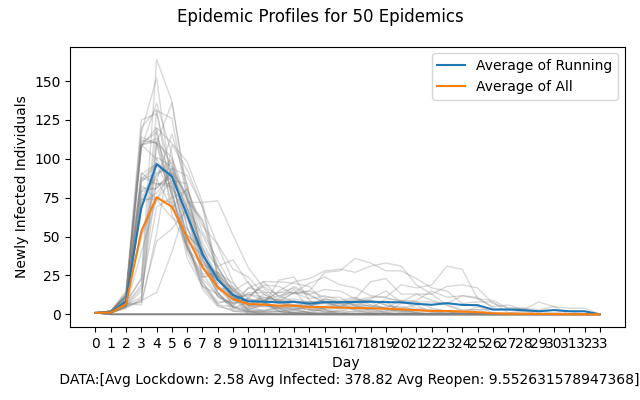 Epidemic Profiles for 50 Epidemics
Average of Running
Average of All
Newly Infected Individuals
150
125
100
75
50
25
0
0 1 2 3 4 5 6 7 8 9 10 11 12 13 14 15 16 17 18 19 20 21 22 23 24 25 26 27 28 29 30 31 32 33
Day
DATA:[Avg Lockdown: 2.58 Avg Infected: 378.82 Avg Reopen: 9.552631578947368]